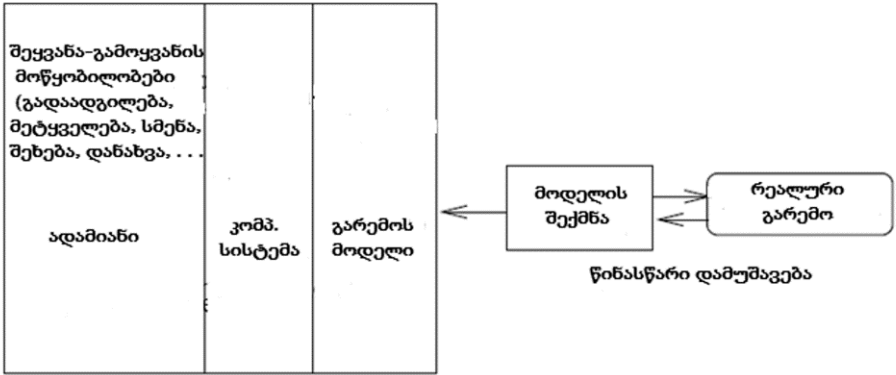 შეყვანა-გამოყვანის
მოწყობილობები
(გადაადგილება,
მეტყველება, სმენა,
შეხება, დანახვა, . . .
ადამიანი
კომპ.
სისტემა
გარემოს
მოდელი
მოდელის
შექმნა
რეალური
გარემო
წინასწარი დამუშავება